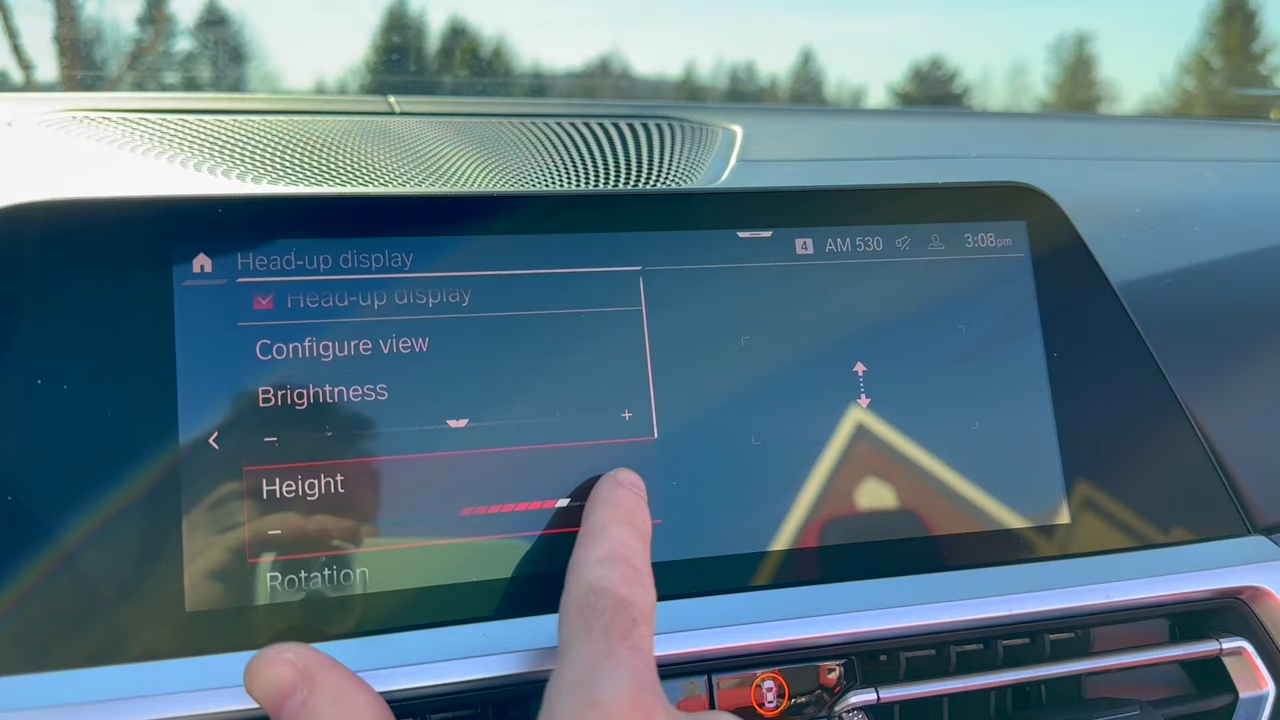 Head-up display
4 AM 530 3:08pm
Head-up display
Configure view
Brightness
- +
Height
-
Rotation